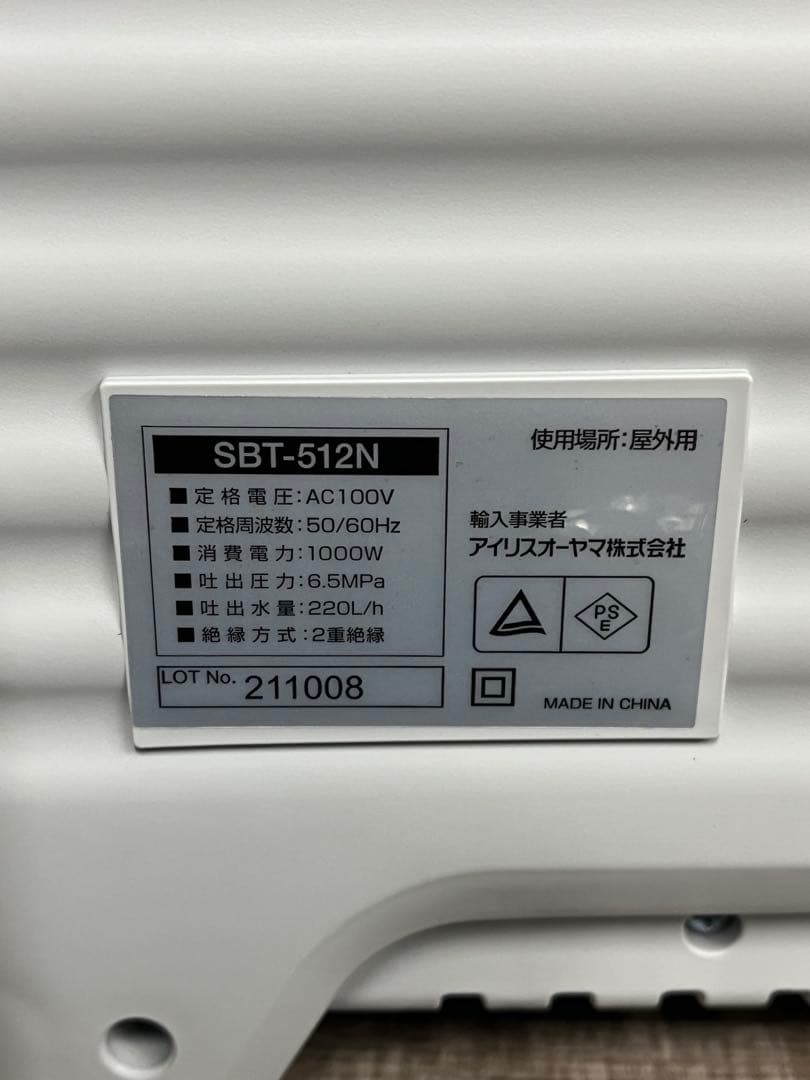 SBT-512N
■定格電圧:AC100V
■定格周波数:50/60Hz
■消費電力:1000W
■吐出圧力:6.5MPa
■吐出水量:220L/h
■絶縁方式:2重絶縁
LOT No. 211008
使用場所:屋外用
輸入事業者
アイリスオーヤマ株式会社
PS
E
MADE IN CHINA